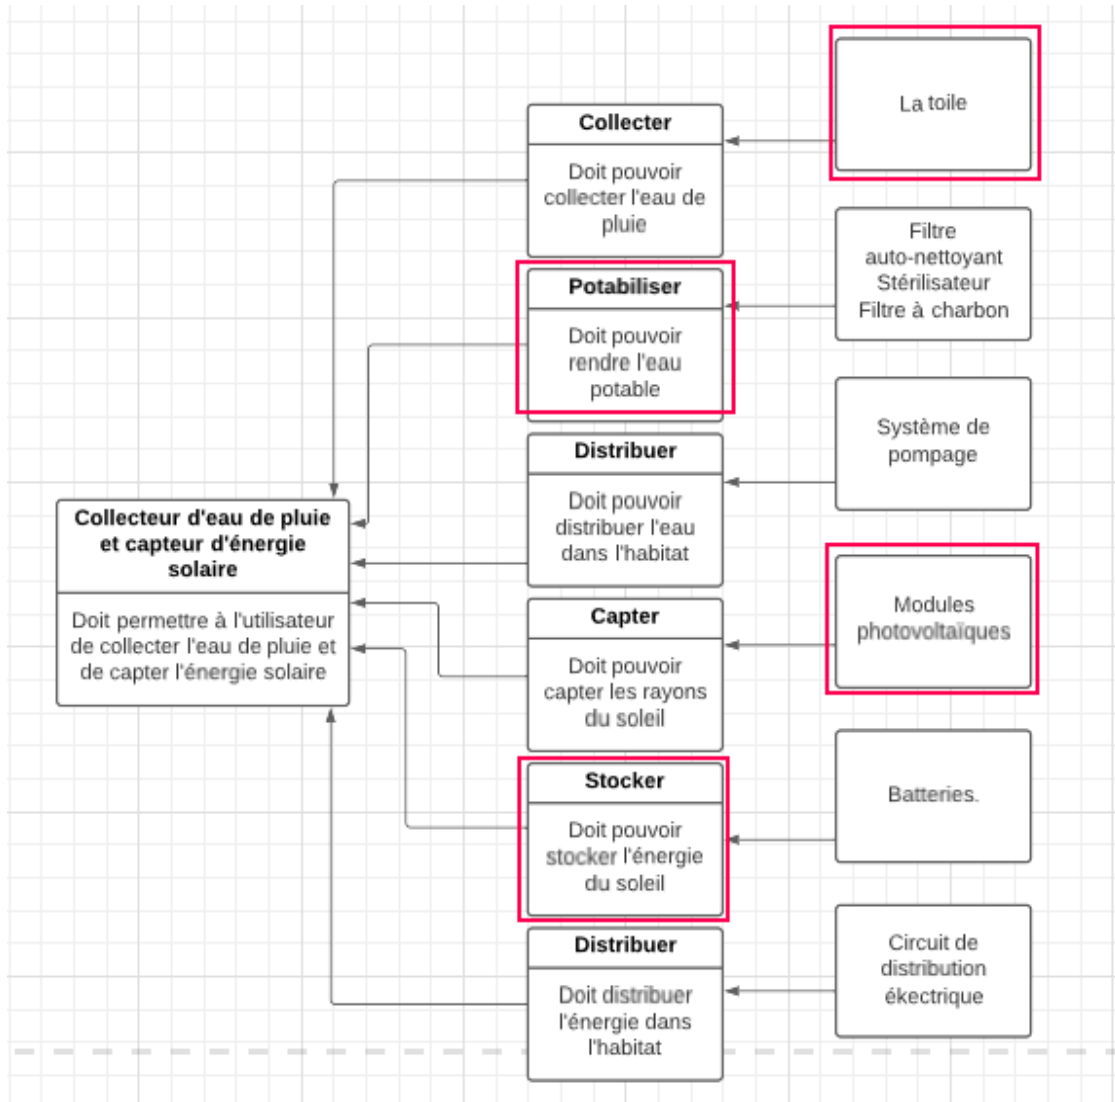 La toile
Collecter
Doit pouvoir
collecter l'eau de
pluie
Filtre
auto-nettoyant
Stérilisateur
Filtre à charbon
Potabiliser
Doit pouvoir
rendre l'eau
potable
Système de
pompage
Distribuer
Doit pouvoir
distribuer l'eau
dans l'habitat
Collecteur d'eau de pluie
et capteur d'énergie
solaire
Doit permettre à l'utilisateur
de collecter l'eau de pluie et
de capter l'énergie solaire
Modules
photovoltaïques
Capter
Doit pouvoir
capter les rayons
du soleil
Batteries.
Stocker
Doit pouvoir
stocker l'énergie
du soleil
Circuit de
distribution
ékectrique
Distribuer
Doit distribuer
l'énergie dans
l'habitat